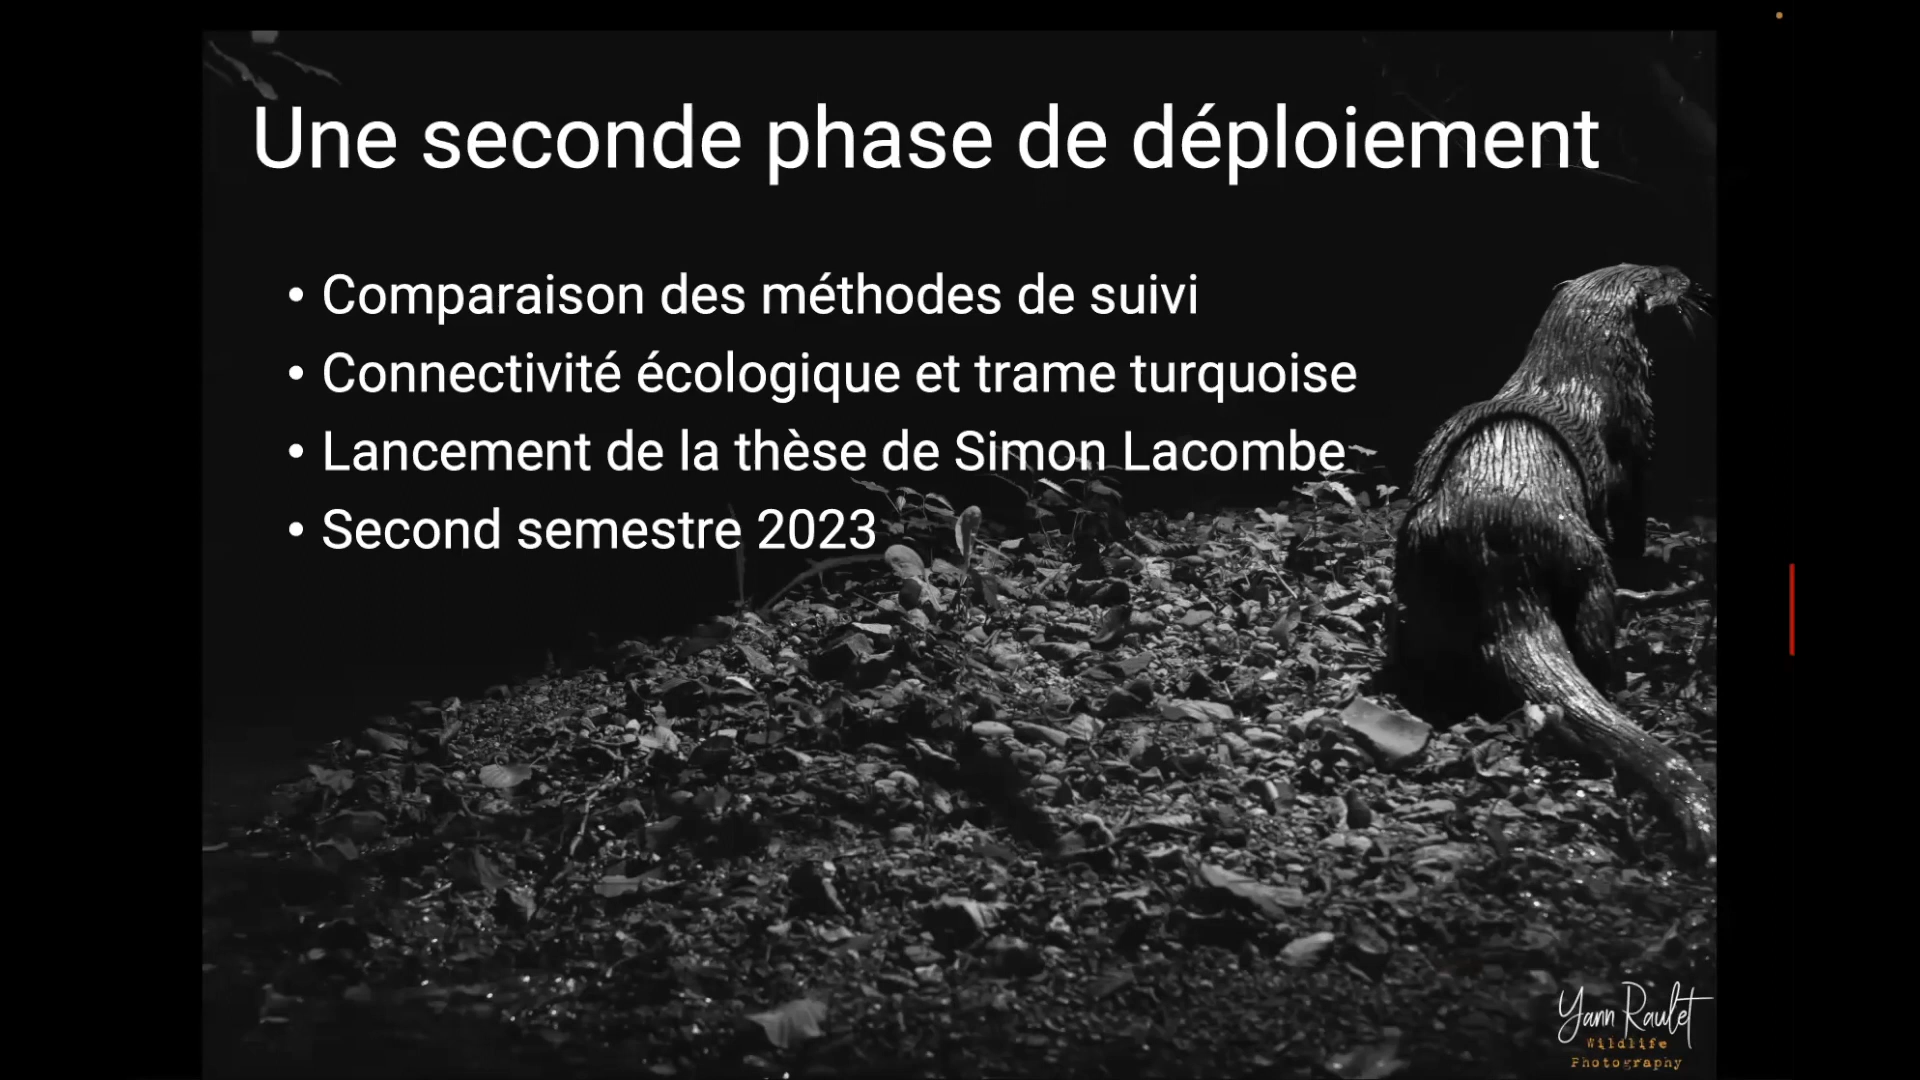 Une seconde phase de déploiement
• Comparaison des méthodes de suivi
• Connectivité écologique et trame turquoise
• Lancement de la thèse de Simon Lacombe
• Second semestre 2023
Yann Raulet
Wildlife
Photography